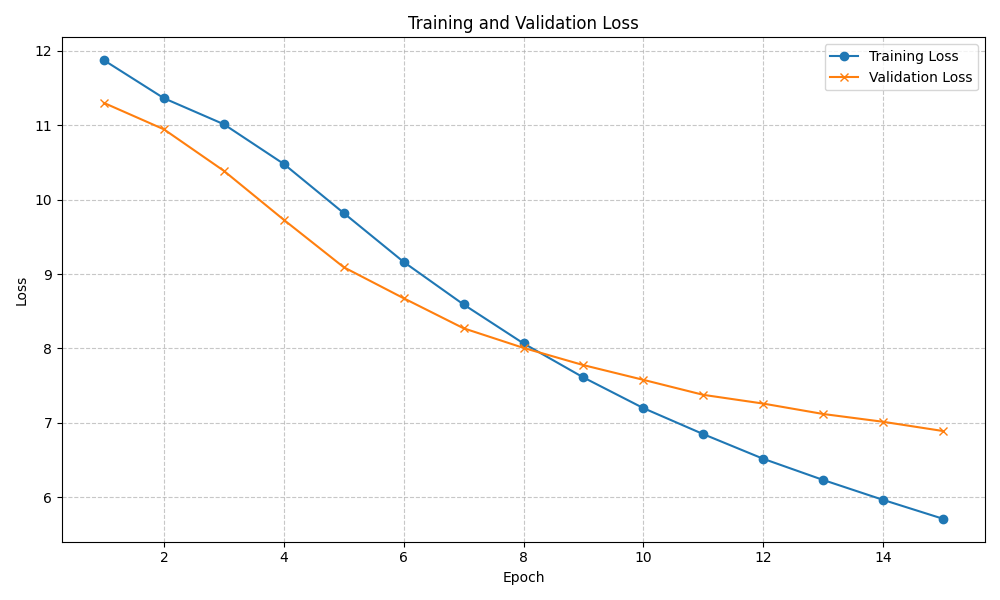 Training and Validation Loss
Training Loss
Validation Loss
12
11
10
9
8
7
6
Loss
2 4 6 8 10 12 14
Epoch